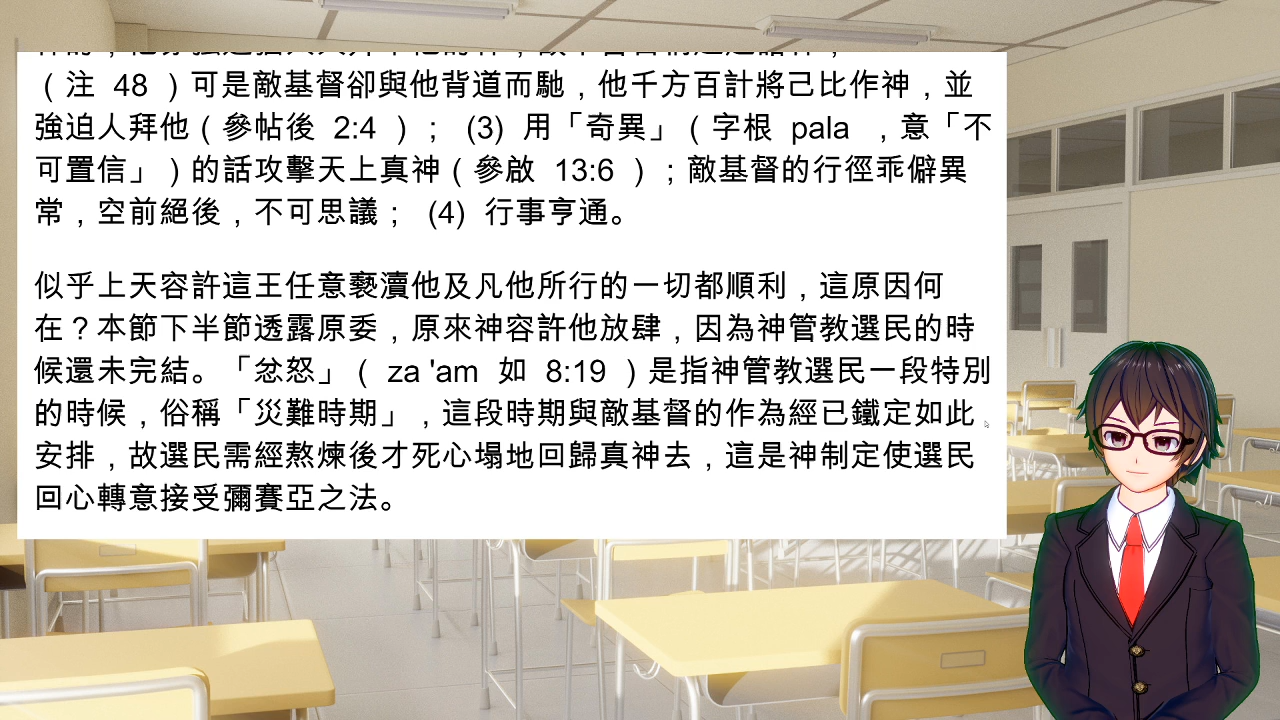 （注 48 ）可是敵基督卻與他背道而馳，他千方百計將己比作神，並
強迫人拜他（參帖後 2:4 ）； (3) 用「奇異」（字根 pala ，意「不
可置信」）的話攻擊天上真神（參啟 13:6 ）；敵基督的行徑乖僻異
常，空前絕後，不可思議； (4) 行事亨通。
似乎上天容許這王任意褻瀆他及凡他所行的一切都順利，這原因何
在？本節下半節透露原委，原來神容許他放肆，因為神管教選民的時
候還未完結。「忿怒」（ za 'am 如 8:19 ）是指神管教選民一段特別
的時候，俗稱「災難時期」，這段時期與敵基督的作為經已鐵定如此
安排，故選民需經熬煉後才死心塌地回歸真神去，這是神制定使選民
回心轉意接受彌賽亞之法。